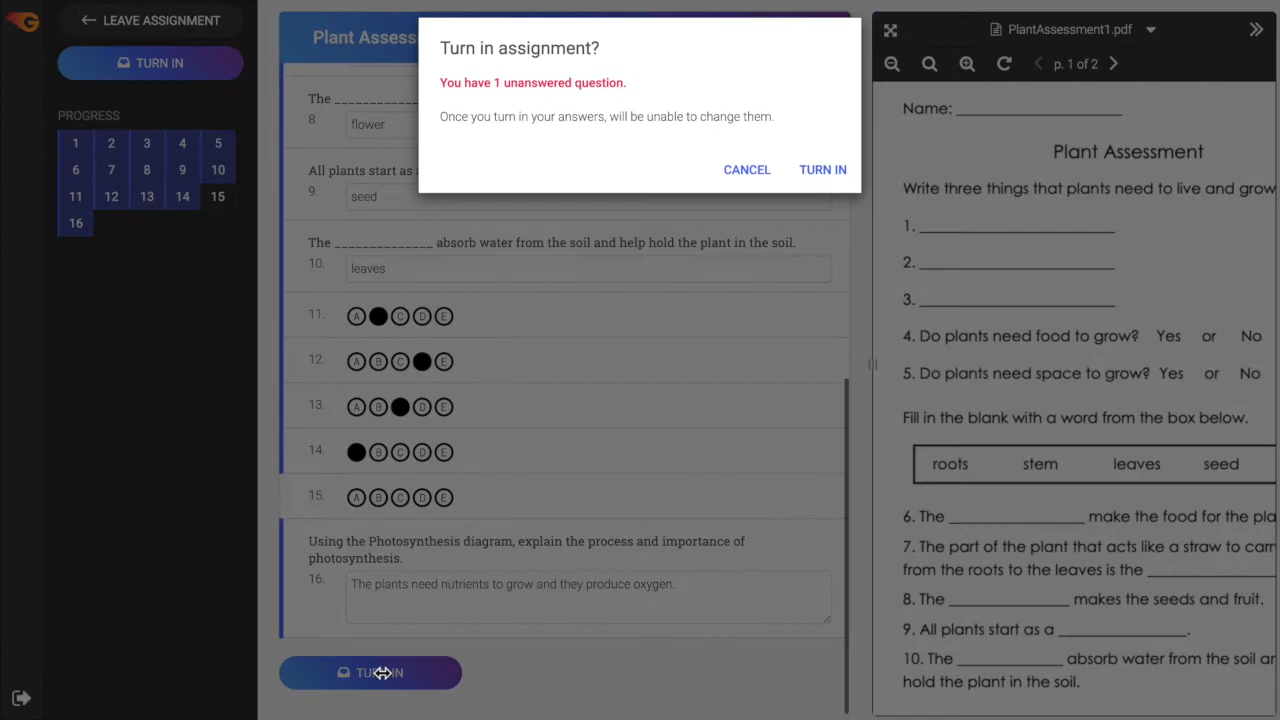 LEAVE ASSIGNMENT
TURN IN
PROGRESS
1 2 3 4 5
6 7 8 9 10
11 12 13 14 15
16
Plant Assess
Turn in assignment?
You have 1 unanswered question.
Once you turn in your answers, will be unable to change them.
CANCEL TURN IN
The ______________
8. flower
All plants start as
9. seed
The ______________ absorb water from the soil and help hold the plant in the soil.
10. leaves
11. A C D E
12. A B C E
13. A B D E
14. B C D E
15. A B C D E
Using the Photosynthesis diagram, explain the process and importance of
photosynthesis.
16. The plants need nutrients to grow and they produce oxygen.
TURN IN
PlantAssessment1.pdf
p. 1 of 2
Name: ____________________
Plant Assessment
Write three things that plants need to live and grow
1. ____________________
2. ____________________
3. ____________________
4. Do plants need food to grow? Yes or No
5. Do plants need space to grow? Yes or No
Fill in the blank with a word from the box below.
roots stem leaves seed
6. The ______________ make the food for the pla
7. The part of the plant that acts like a straw to carr
from the roots to the leaves is the ______________
8. The ______________ makes the seeds and fruit.
9. All plants start as a ______________.
10. The ______________ absorb water from the soil an
hold the plant in the soil.